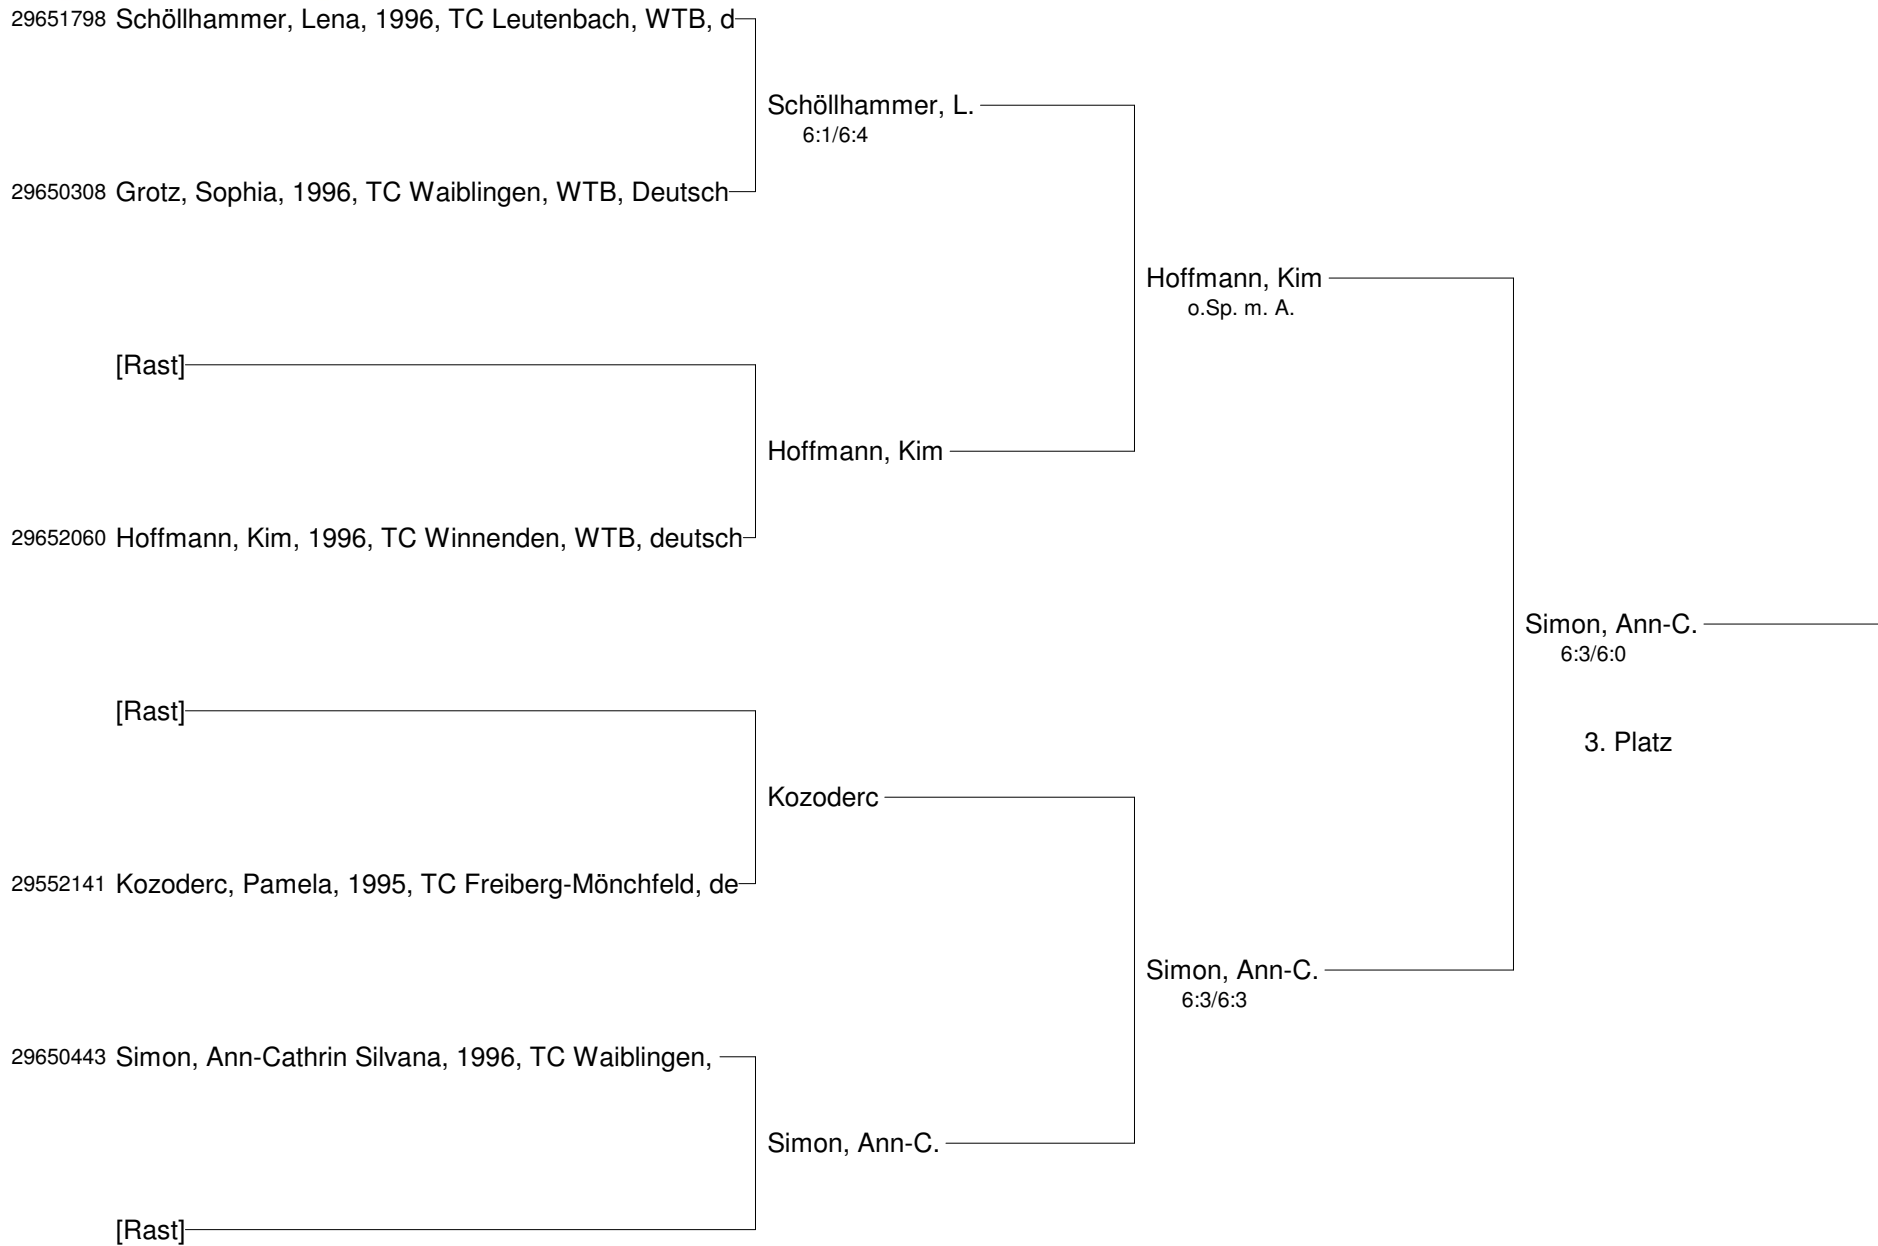 29651798 Schöllhammer, Lena, 1996, TC Leutenbach, WTB, d
Schöllhammer, L.
6:1/6:4
29650308 Grotz, Sophia, 1996, TC Waiblingen, WTB, Deutsch
Hoffmann, Kim
o.Sp. m. A.
[Rast]
Hoffmann, Kim
29652060 Hoffmann, Kim, 1996, TC Winnenden, WTB, deutsch
Simon, Ann-C.
6:3/6:0
[Rast]
3. Platz
Kozoderc
29552141 Kozoderc, Pamela, 1995, TC Freiberg-Mönchfeld, de
Simon, Ann-C.
6:3/6:3
29650443 Simon, Ann-Cathrin Silvana, 1996, TC Waiblingen,
Simon, Ann-C.
[Rast]